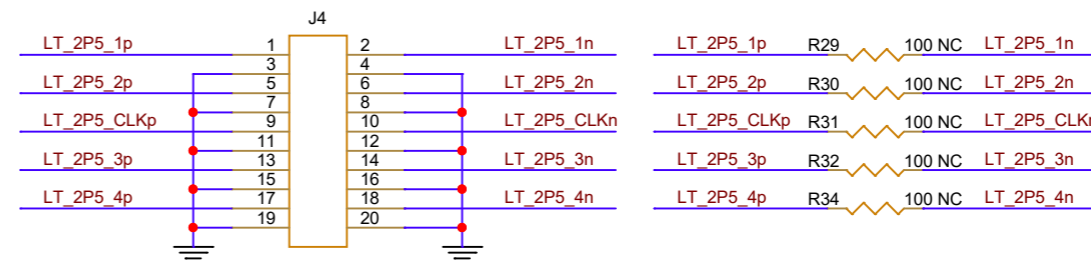 J4
LT_2P5_1p 1 2 LT_2P5_1n LT_2P5_1p R29 100 NC LT_2P5_1n
3 4
LT_2P5_2p 5 6 LT_2P5_2n LT_2P5_2p R30 100 NC LT_2P5_2n
7 8
LT_2P5_CLKp 9 10 LT_2P5_CLKn LT_2P5_CLKp R31 100 NC LT_2P5_CLKn
11 12
LT_2P5_3p 13 14 LT_2P5_3n LT_2P5_3p R32 100 NC LT_2P5_3n
15 16
LT_2P5_4p 17 18 LT_2P5_4n LT_2P5_4p R34 100 NC LT_2P5_4n
19 20